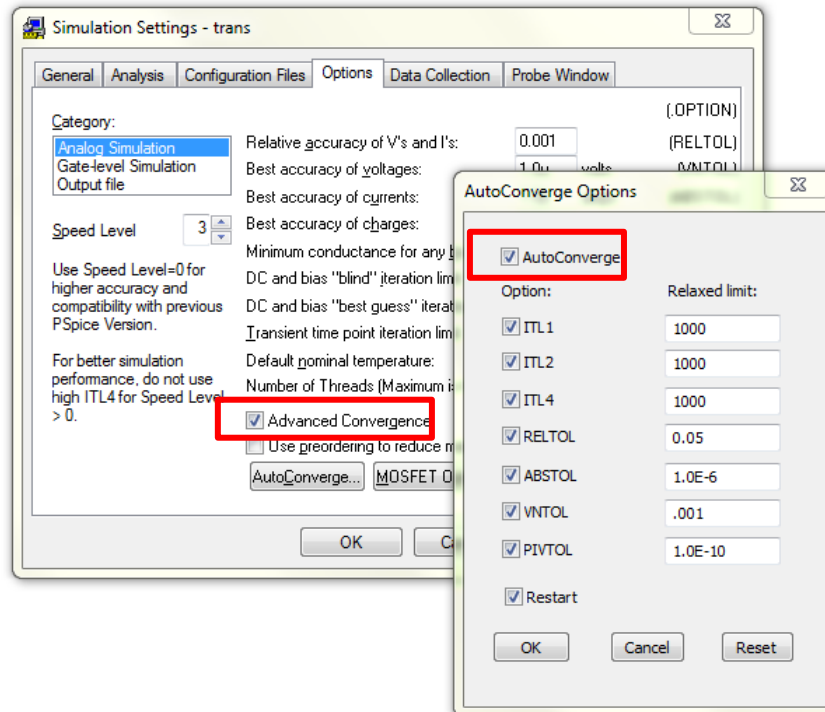 Simulation Settings - trans
General Analysis Configuration Files Options Data Collection Probe Window
(.OPTION)
Category:
Analog Simulation
Gate-level Simulation
Output file
Speed Level 3
Use Speed Level=0 for
higher accuracy and
compatibility with previous
PSpice Version.
For better simulation
performance, do not use
high ITL4 for Speed Level
> 0.
Relative accuracy of V's and I's: 0.001 (RELTOL)
Best accuracy of voltages: 1.0u volts (VNTOL)
Best accuracy of currents:
Best accuracy of charges:
Minimum conductance for any
DC and bias "blind" iteration
DC and bias "best guess"
Transient time point iteration
Default nominal temperature:
Number of Threads (Maximum
Advanced Convergence
Use preordering to reduce
AutoConverge... MOSFET
OK
AutoConverge Options
AutoConverge
Option: Relaxed limit:
ITL1 1000
ITL2 1000
ITL4 1000
RELTOL 0.05
ABSTOL 1.0E-6
VNTOL .001
PIVTOL 1.0E-10
Restart
OK Cancel Reset